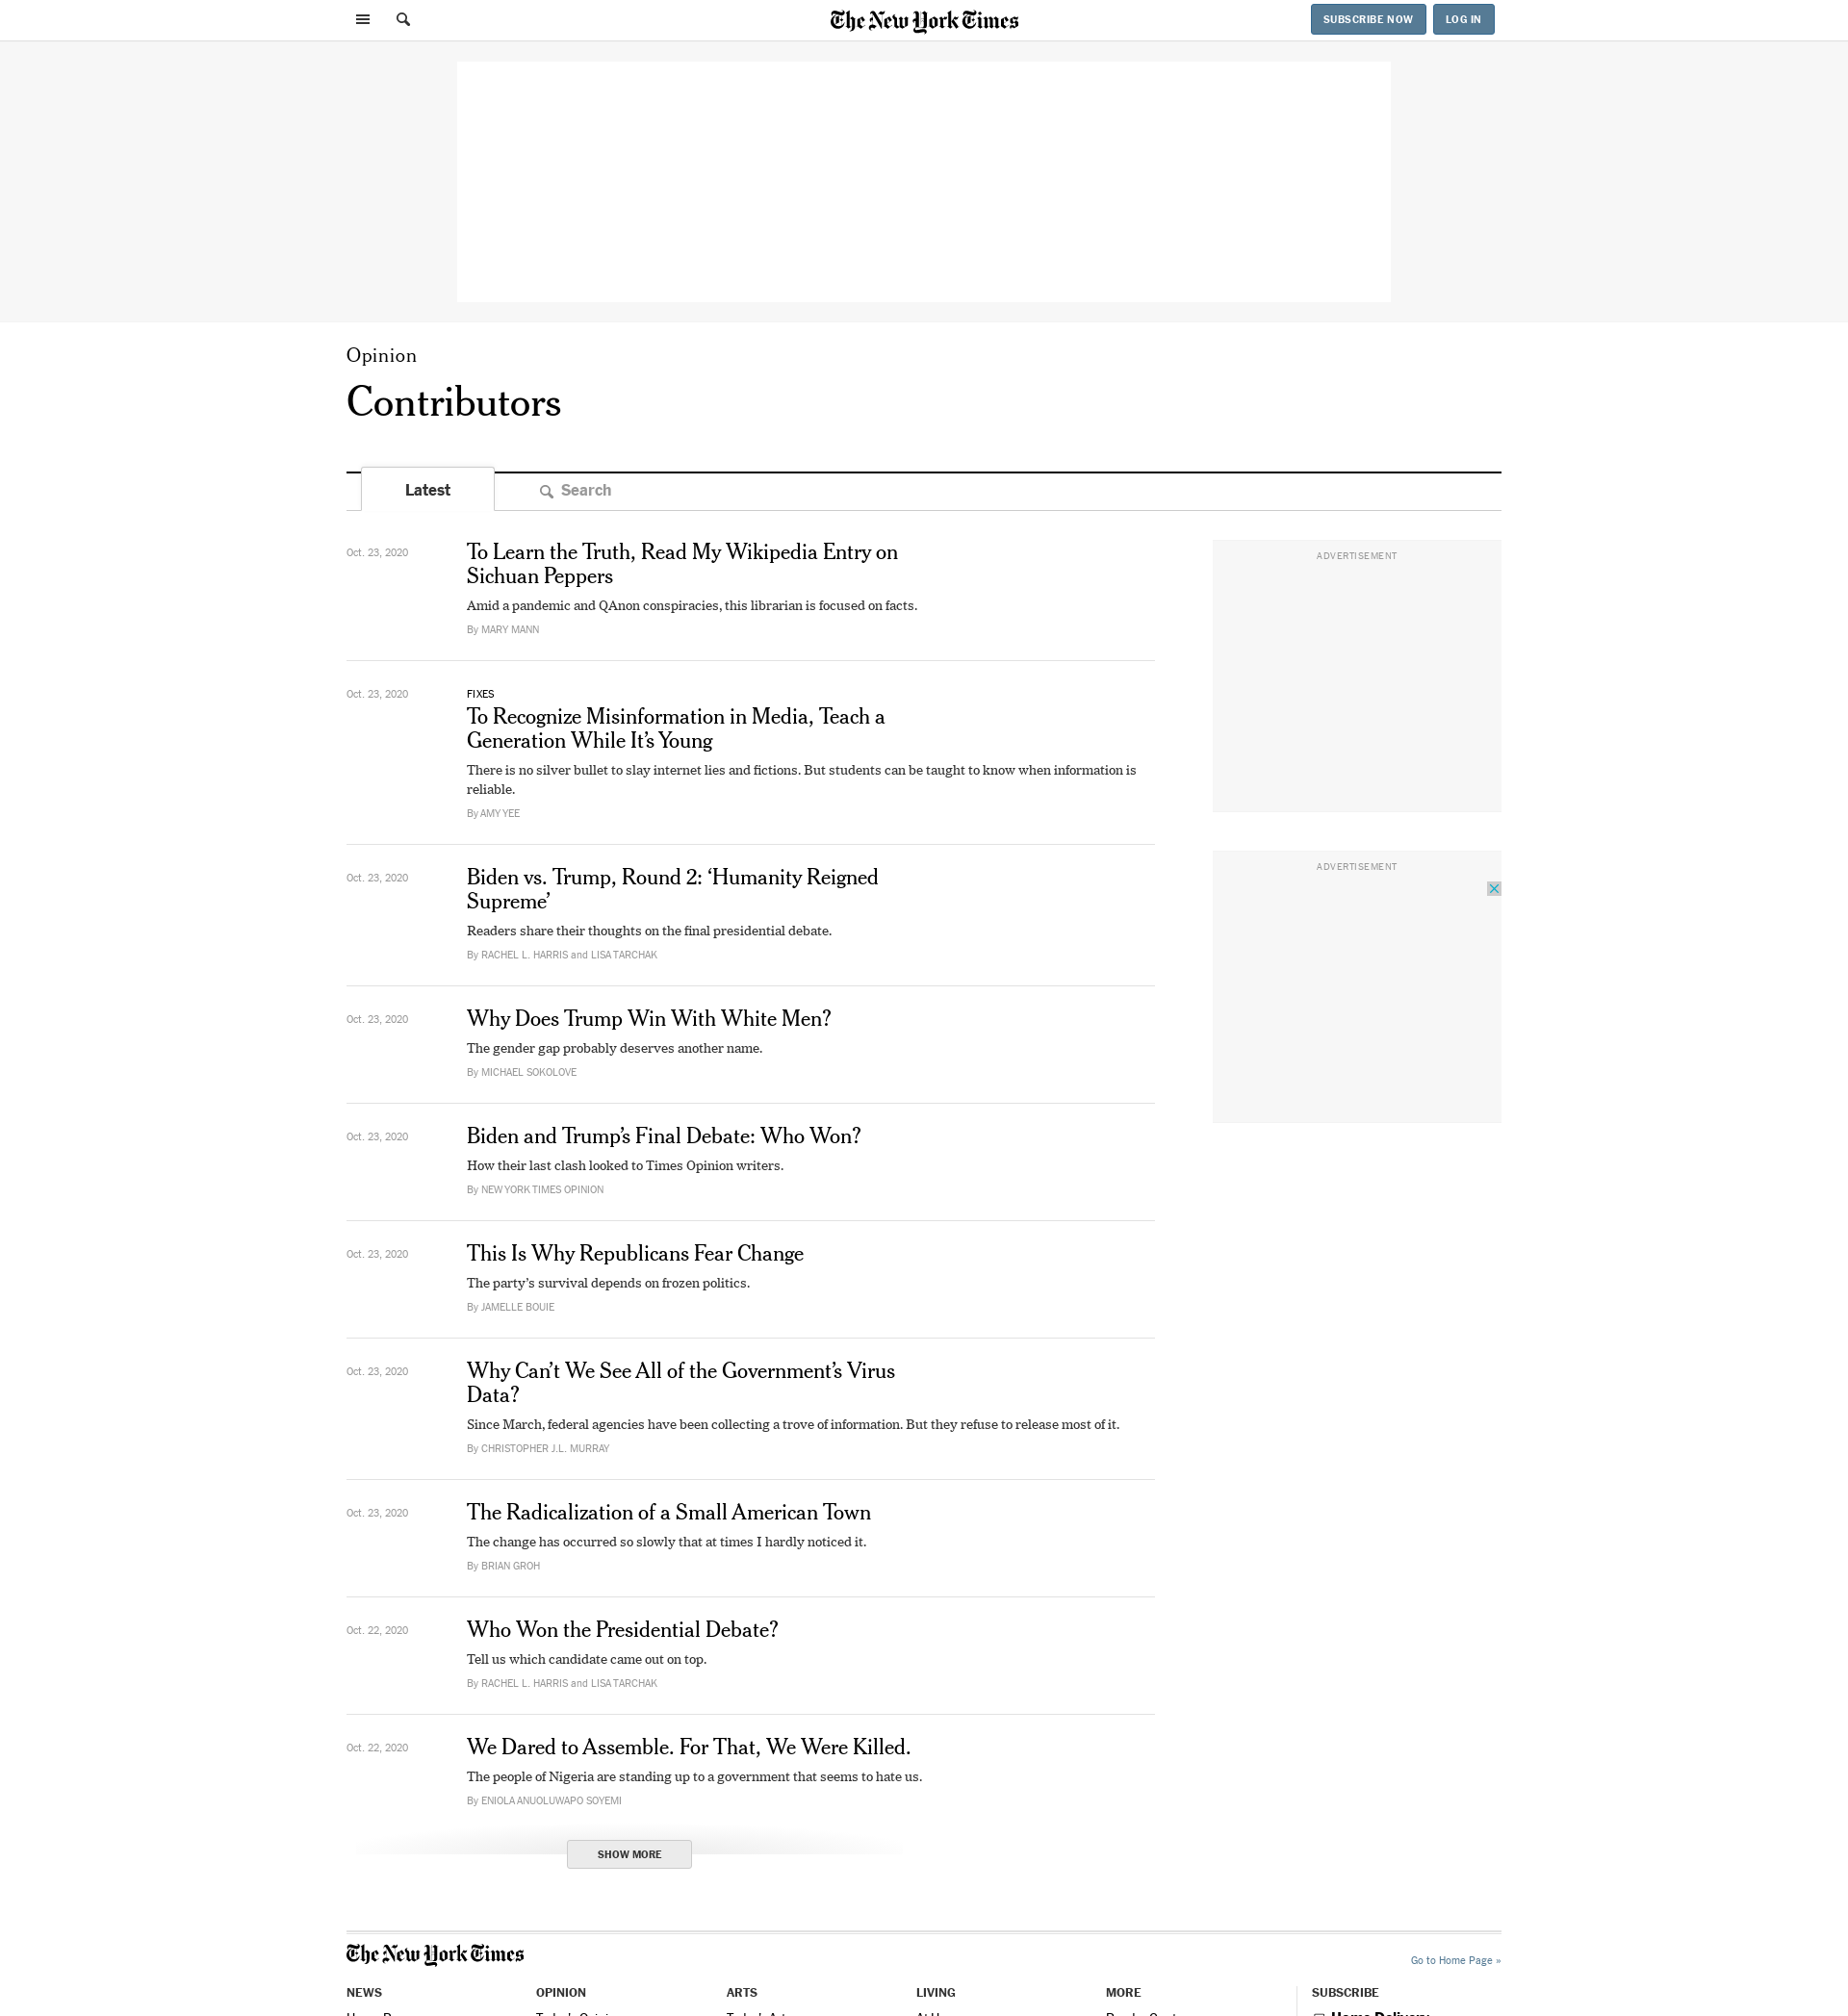 The New York Times
SUBSCRIBE NOW
LOG IN
Opinion
Contributors
Latest
Search
Oct. 23, 2020
To Learn the Truth, Read My Wikipedia Entry on
Sichuan Peppers
Amid a pandemic and QAnon conspiracies, this librarian is focused on facts.
By MARY MANN
ADVERTISEMENT
Oct. 23, 2020
FIXES
To Recognize Misinformation in Media, Teach a
Generation While It’s Young
There is no silver bullet to slay internet lies and fictions. But students can be taught to know when information is
reliable.
By AMY YEE
ADVERTISEMENT
Oct. 23, 2020
Biden vs. Trump, Round 2: ‘Humanity Reigned
Supreme’
Readers share their thoughts on the final presidential debate.
By RACHEL L. HARRIS and LISA TARCHAK
Oct. 23, 2020
Why Does Trump Win With White Men?
The gender gap probably deserves another name.
By MICHAEL SOKOLOVE
Oct. 23, 2020
Biden and Trump’s Final Debate: Who Won?
How their last clash looked to Times Opinion writers.
By NEW YORK TIMES OPINION
Oct. 23, 2020
This Is Why Republicans Fear Change
The party’s survival depends on frozen politics.
By JAMELLE BOUIE
Oct. 23, 2020
Why Can’t We See All of the Government’s Virus
Data?
Since March, federal agencies have been collecting a trove of information. But they refuse to release most of it.
By CHRISTOPHER J.L. MURRAY
Oct. 23, 2020
The Radicalization of a Small American Town
The change has occurred so slowly that at times I hardly noticed it.
By BRIAN GROH
Oct. 22, 2020
Who Won the Presidential Debate?
Tell us which candidate came out on top.
By RACHEL L. HARRIS and LISA TARCHAK
Oct. 22, 2020
We Dared to Assemble. For That, We Were Killed.
The people of Nigeria are standing up to a government that seems to hate us.
By ENIOLA ANUOLUWAPO SOYEMI
SHOW MORE
The New York Times
Go to Home Page »
NEWS
OPINION
ARTS
LIVING
MORE
SUBSCRIBE